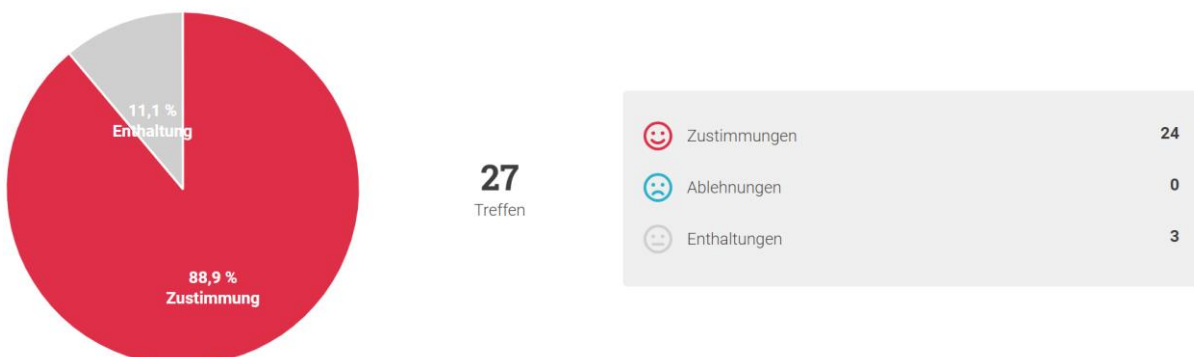 11,1 %
Enthaltung
88,9 %
Zustimmung
27
Treffen
Zustimmungen 24
Ablehnungen 0
Enthaltungen 3